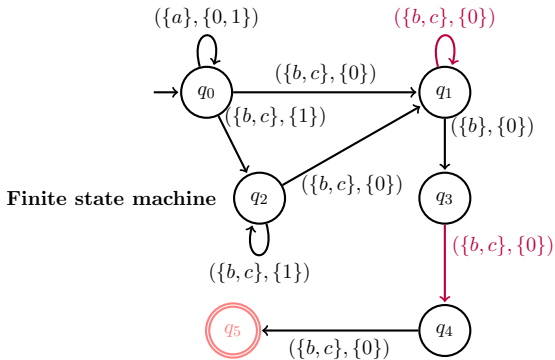 ({a}, {0, 1})
({b, c}, {0})
q₀
({b, c}, {0})
q₁
({b, c}, {1})
({b}, {0})
({b, c}, {0})
Finite state machine
q₂
q₃
({b, c}, {1})
({b, c}, {0})
q₅
q₄
({b, c}, {0})